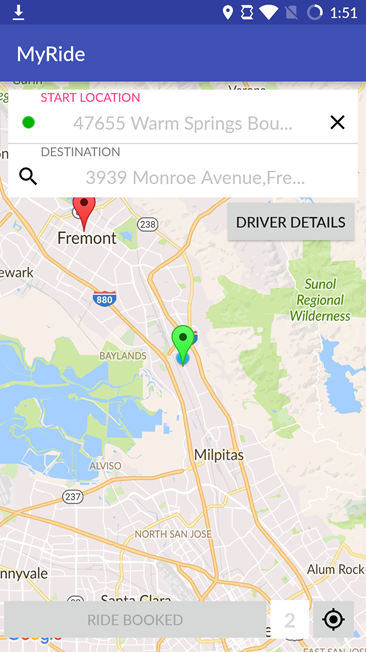 1:51
MyRide
START LOCATION
47655 Warm Springs Bou...
DESTINATION
3939 Monroe Avenue,Fre...
DRIVER DETAILS
Fremont
238
880
Sunol
Regional
Wilderness
BAYLANDS
ALVISO
Milpitas
237
NORTH SAN JOSE
Alum Rock
nnyvale
Santa Clara
RIDE BOOKED
2
Google
EAST SAN JOSE